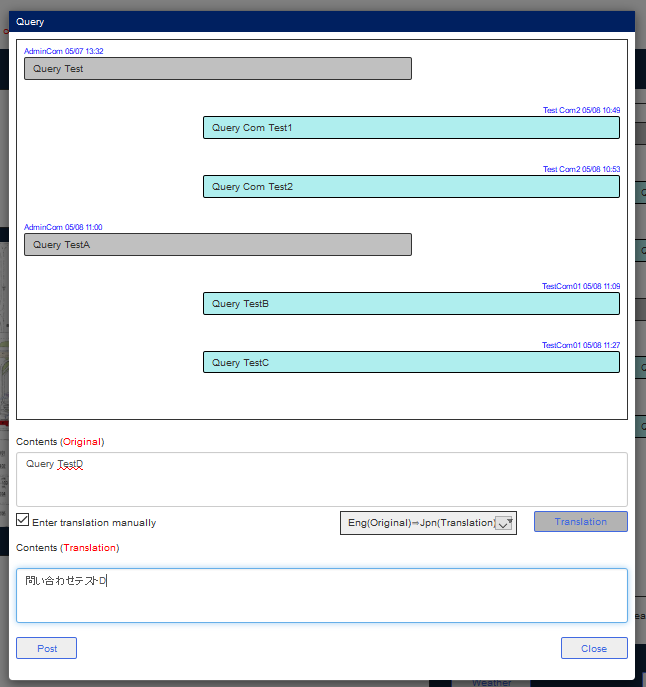 Query
AdminCom 05/07 13:32
Query Test
Test Com2 05/08 10:49
Query Com Test1
Test Com2 05/08 10:53
Query Com Test2
AdminCom 05/08 11:00
Query TestA
TestCom01 05/08 11:09
Query TestB
TestCom01 05/08 11:27
Query TestC
Contents (Original)
Query TestD
Enter translation manually
Eng(Original)⇒Jpn(Translation)
Translation
Contents (Translation)
問い合わせテストD
Post
Close
Weather